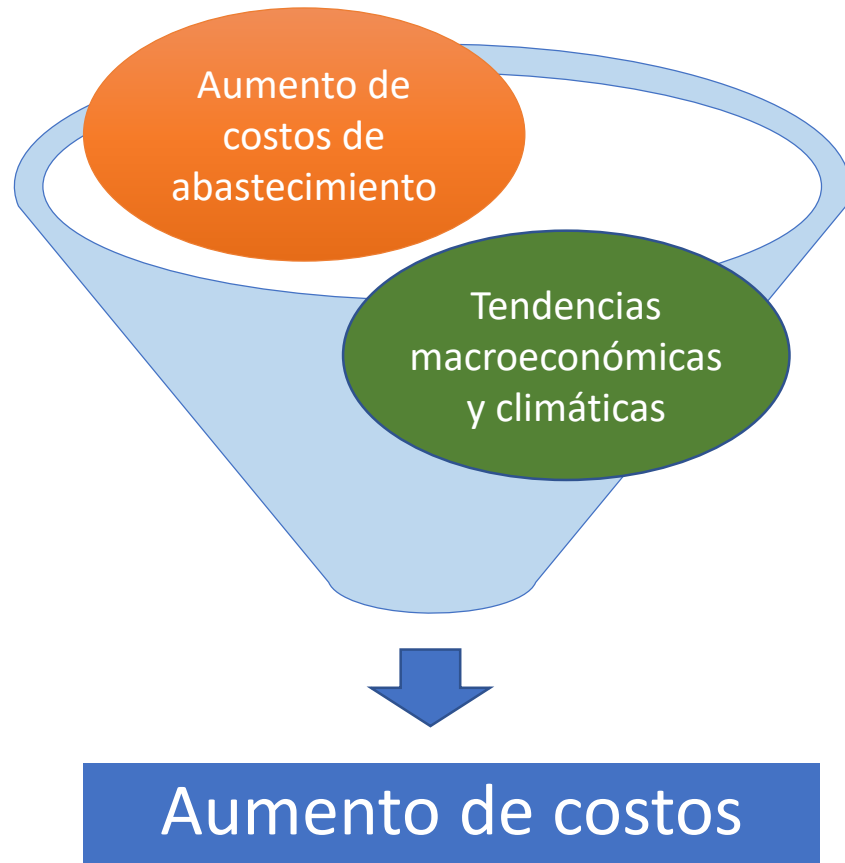 Aumento de
costos de
abastecimiento
Tendencias
macroeconómicas
y climáticas
Aumento de costos